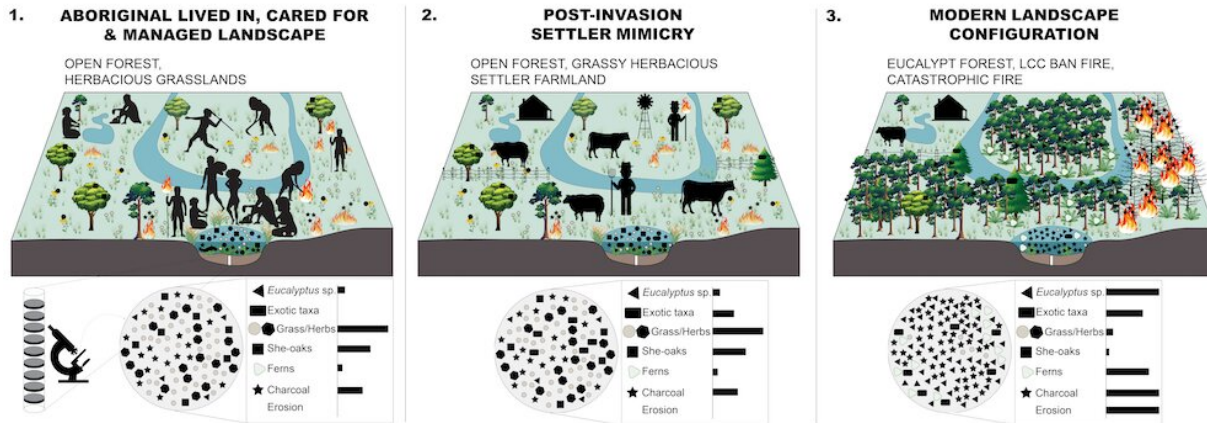 1. ABORIGINAL LIVED IN, CARED FOR
& MANAGED LANDSCAPE
OPEN FOREST,
HERBACIOUS GRASSLANDS
Eucalyptus sp.
Exotic taxa
Grass/Herbs
She-oaks
Ferns
Charcoal
Erosion
2. POST-INVASION
SETTLER MIMICRY
OPEN FOREST, GRASSY HERBACIOUS
SETTLER FARMLAND
Eucalyptus sp.
Exotic taxa
Grass/Herbs
She-oaks
Ferns
Charcoal
Erosion
3. MODERN LANDSCAPE
CONFIGURATION
EUCALYPT FOREST, LCC BAN FIRE,
CATASTROPHIC FIRE
Eucalyptus sp.
Exotic taxa
Grass/Herbs
She-oaks
Ferns
Charcoal
Erosion